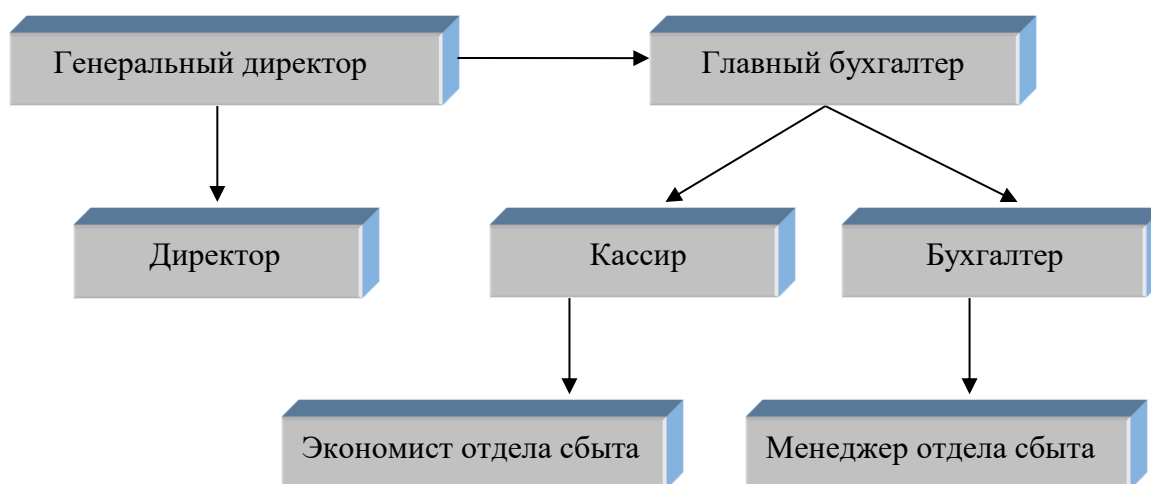 Генеральный директор
Главный бухгалтер
Директор
Кассир
Бухгалтер
Экономист отдела сбыта
Менеджер отдела сбыта